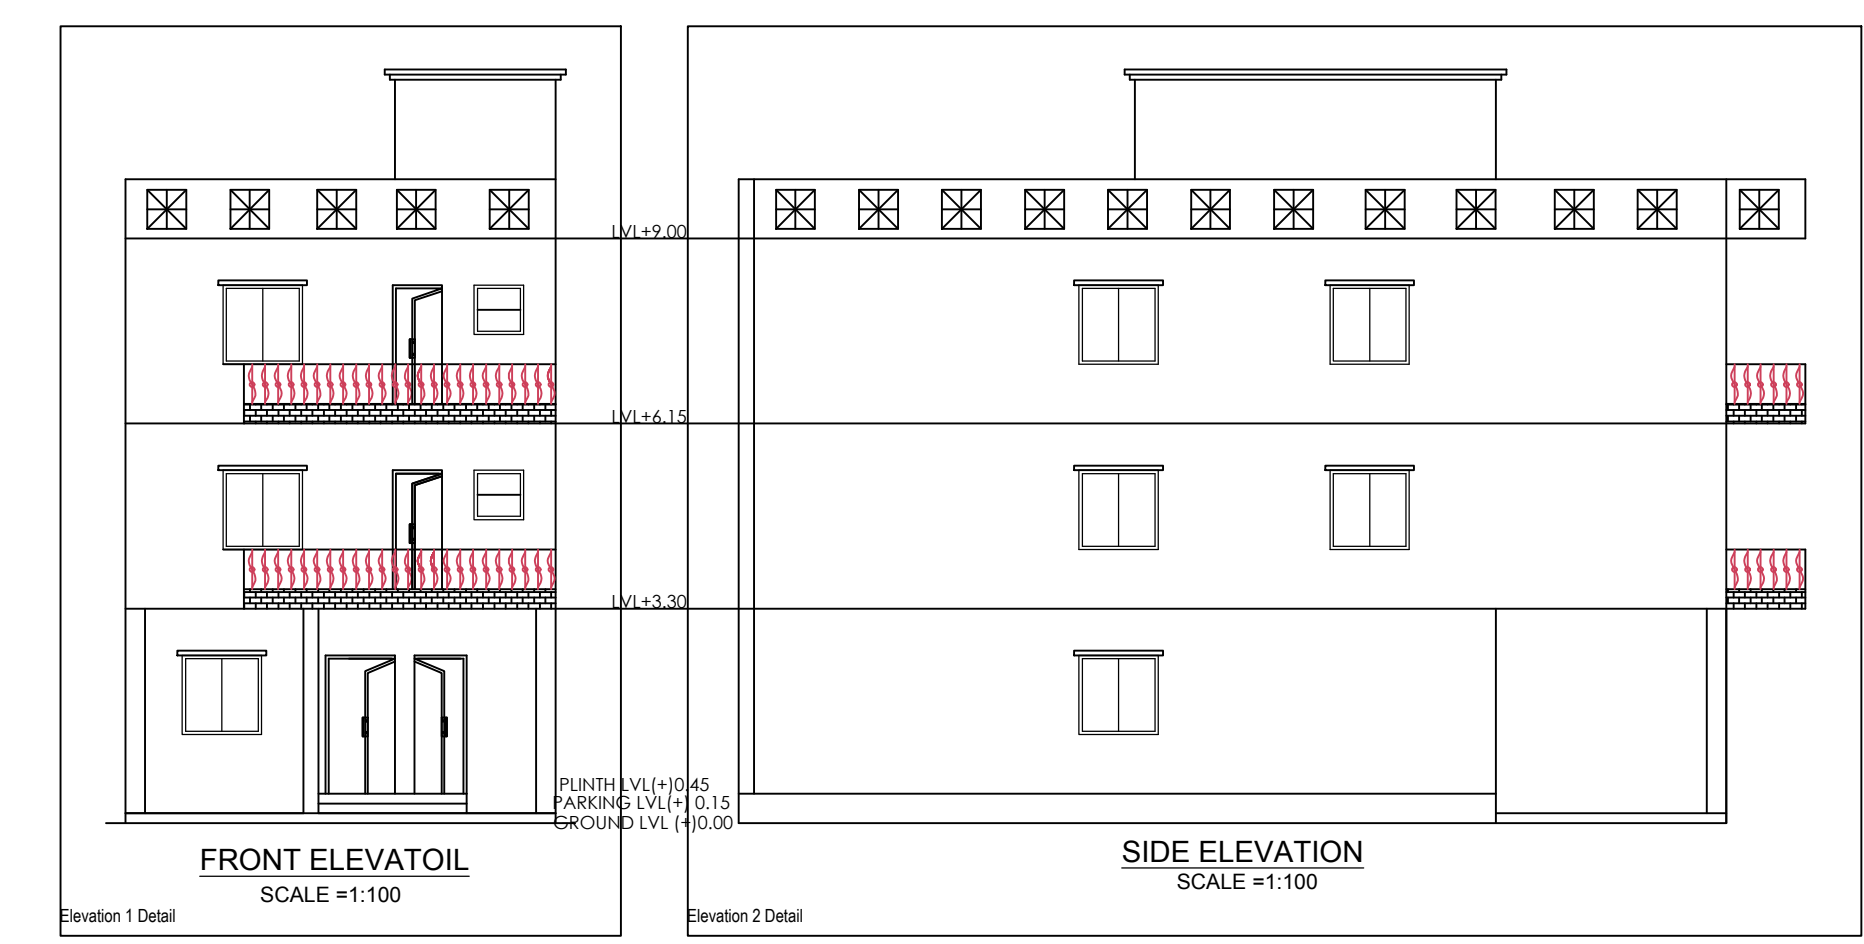 LVL+9.00
LVL+6.15
LVL+3.30
PLINTH LVL(+)0.45
PARKING LVL(+) 0.15
GROUND LVL (+)0.00
FRONT ELEVATOIL
SCALE =1:100
Elevation 1 Detail
SIDE ELEVATION
SCALE =1:100
Elevation 2 Detail